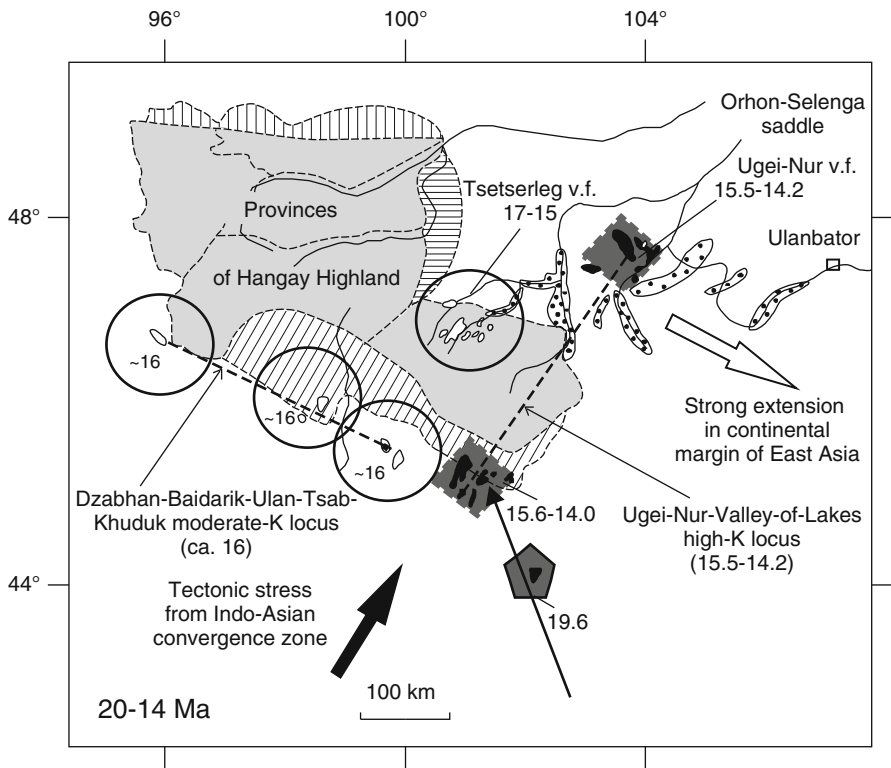 96°
100°
104°
Orhon-Selenga
saddle
Ugei-Nur v.f.
15.5-14.2
Tsetserleg v.f.
17-15
48°
Provinces
Ulanbator
of Hangay Highland
~16
~16
~16
Strong extension
in continental
margin of East Asia
Dzabhan-Baidarik-Ulan-Tsab-
Khuduk moderate-K locus
(ca. 16)
15.6-14.0
Ugei-Nur-Valley-of-Lakes
high-K locus
(15.5-14.2)
44°
Tectonic stress
from Indo-Asian
convergence zone
19.6
100 km
20-14 Ma